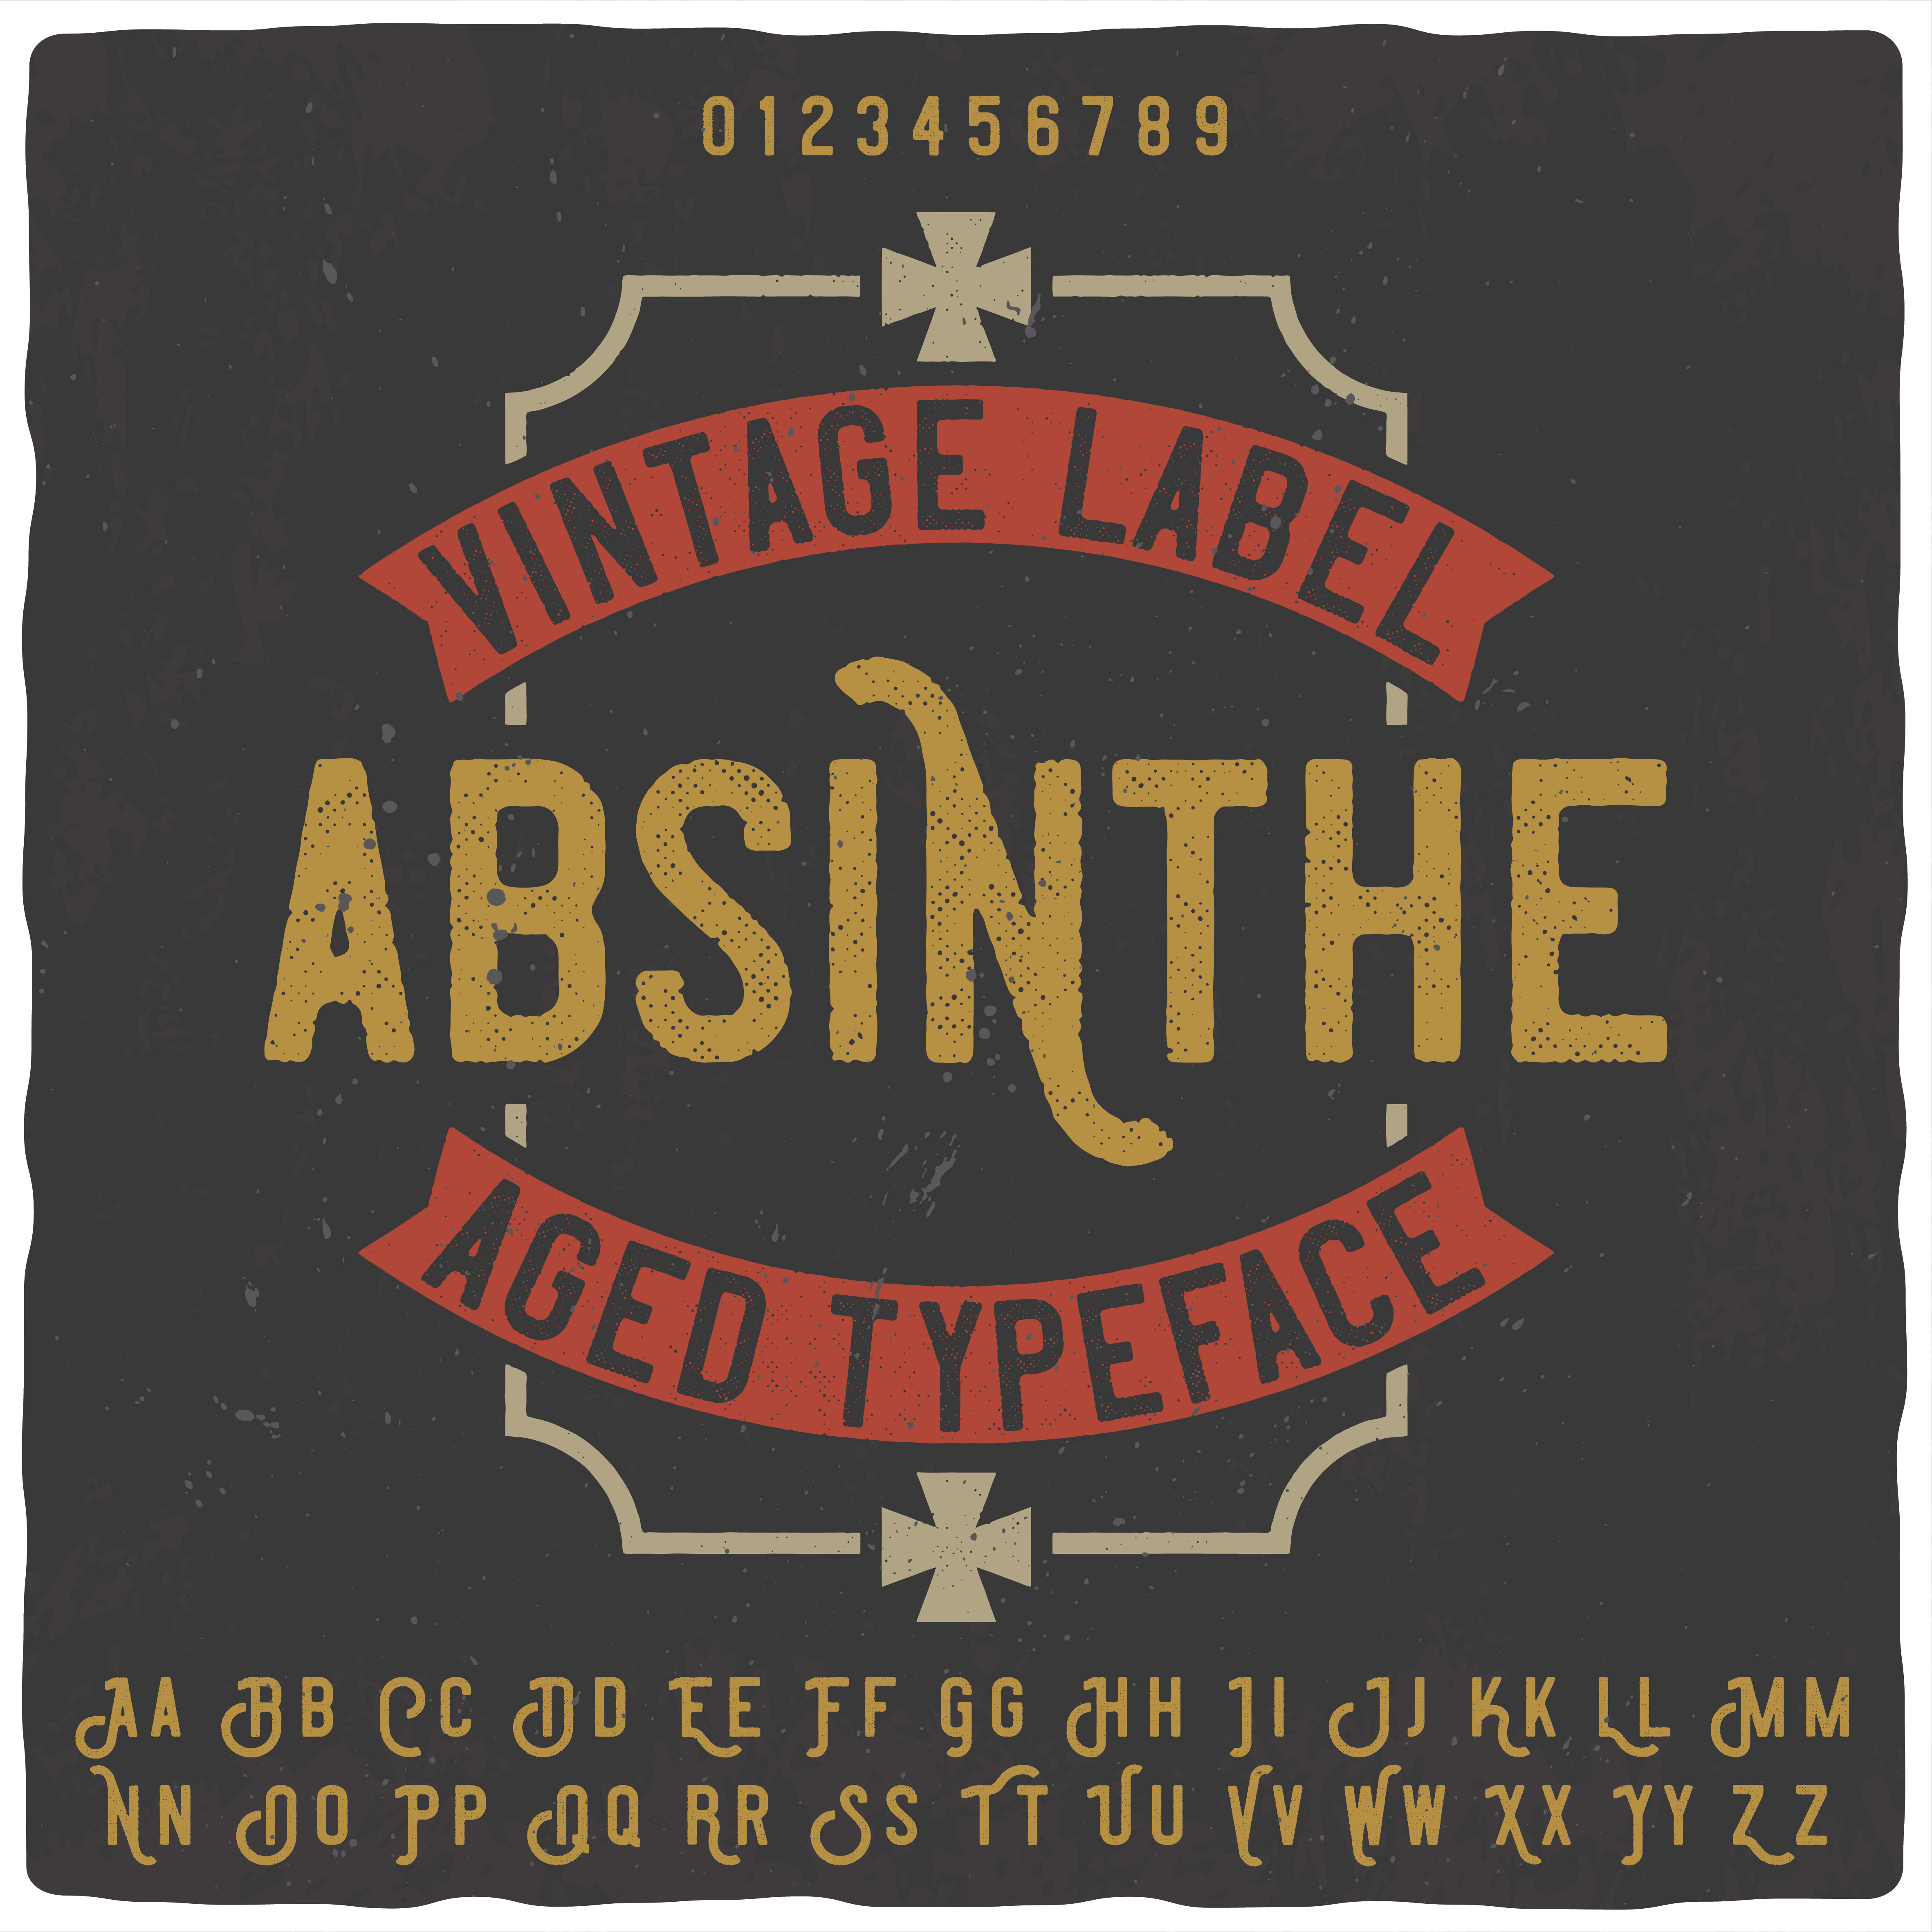 0123456789
VINTAGE LABEL
ABSINTHE
AGED TYPEFACE
AA BB CC DD EE FF GG HH II JJ KK LL MM
NN OO PP QQ RR SS TT UU VV WW XX YY ZZ